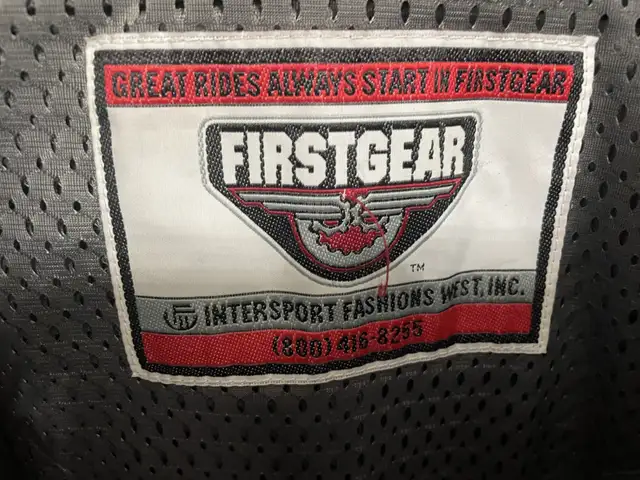 GREAT RIDES ALWAYS START IN FIRSTGEAR
FIRSTGEAR
TM
INTERSPORT FASHIONS WEST, INC.
(800) 416-8255